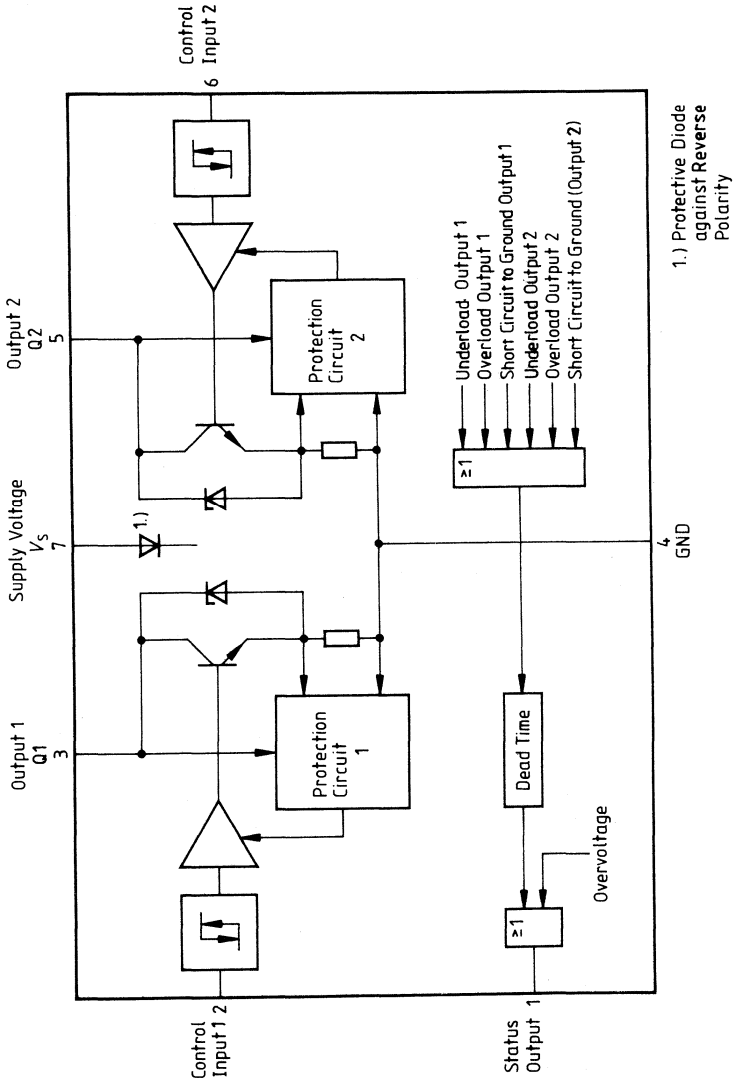 Output 1
Q1
3
Supply Voltage
Vs
7
Output 2
Q2
5
1.)
Control
Input 1 2
6
Control
Input 2
Protection
Circuit
1
Protection
Circuit
2
Status
Output 1
≥1
Overvoltage
Dead Time
≥1
Underload Output 1
Overload Output 1
Short Circuit to Ground Output 1
Underload Output 2
Overload Output 2
Short Circuit to Ground (Output 2)
4
GND
1.) Protective Diode
against Reverse
Polarity